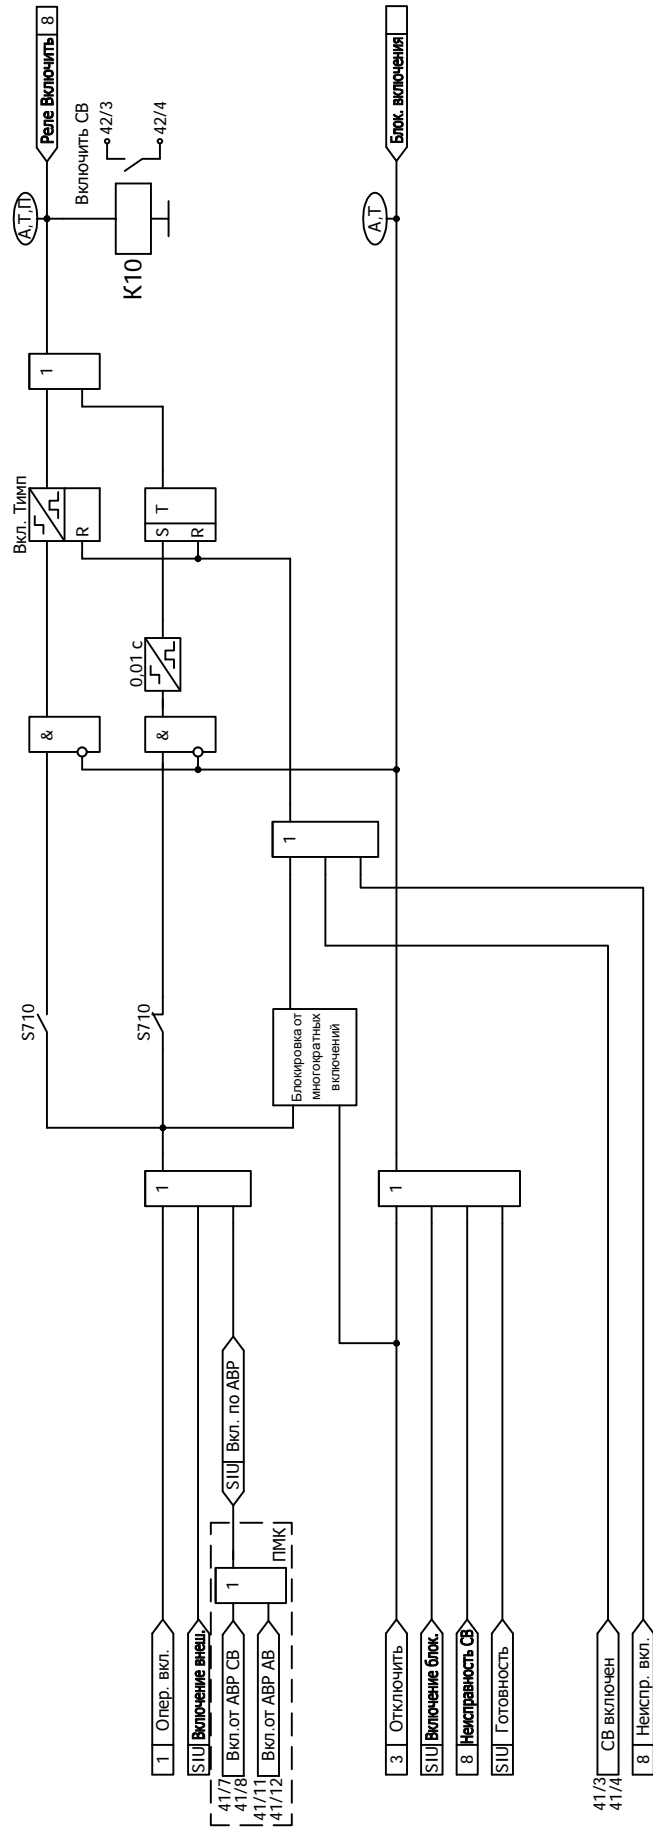 1 Опер. вкл.
SIU Включение внеш.
41/7
41/8
Вкл.от АВР СВ
41/11
41/12
Вкл.от АВР АВ
1
ПМК
SIU Вкл. по АВР
3 Отключить
SIU Включение блок.
8 Неисправность СВ
SIU Готовность
41/3
41/4
СВ включен
8 Неиспр. вкл.
1
1
S710
S710
Блокировка от
многократных
включений
1
&
&
0,01 с
Вкл. Тимп
R
S T
R
1
А,Т,П
К10
Включить СВ
42/3
42/4
Реле Включить 8
А,Т
Блок. включения